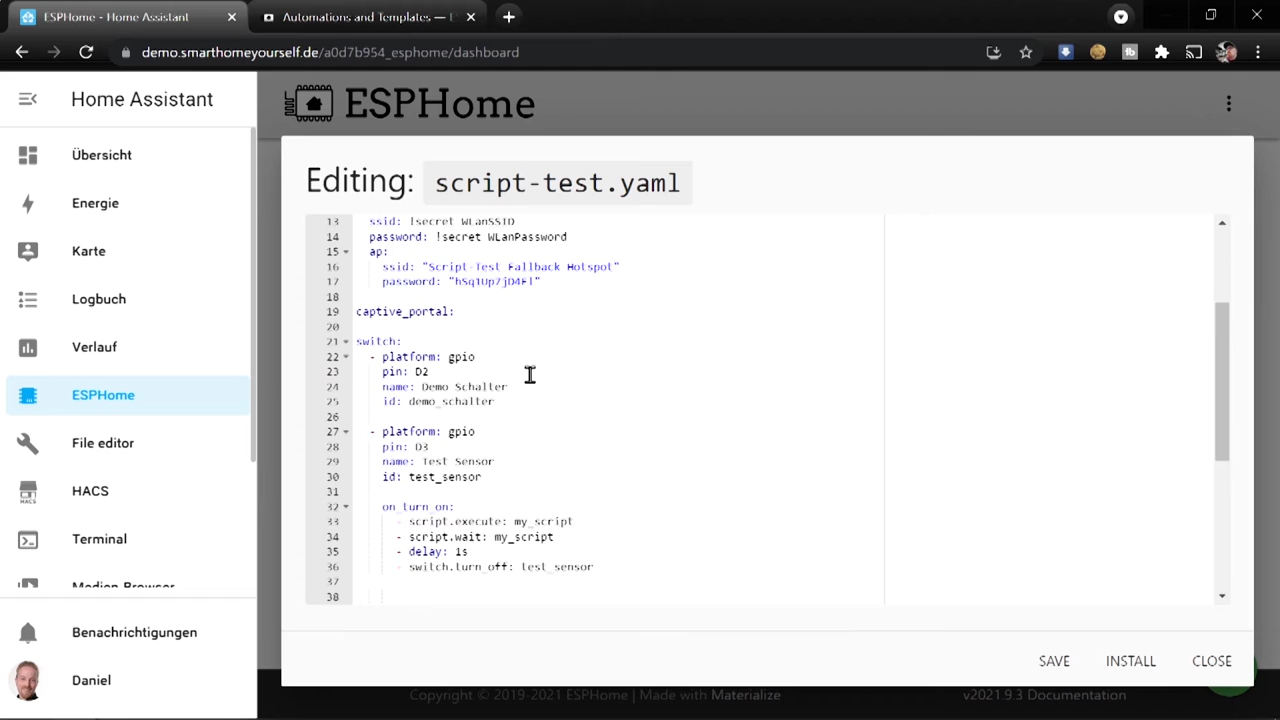 ESPHome - Home Assistant
Automations and Templates —
demo.smarthomeyourself.de/a0d7b954_esphome/dashboard
Home Assistant
Übersicht
Energie
Karte
Logbuch
Verlauf
ESPHome
File editor
HACS
Terminal
Medien Browser
Benachrichtigungen
Daniel
ESPHome
Editing: script-test.yaml
13 ssid: !secret WLanSSID
14 password: !secret WLanPassword
15 ap:
16 ssid: "Script-Test Fallback Hotspot"
17 password: "hSq1Up7jD4Fl"
18
19 captive_portal:
20
21 switch:
22 - platform: gpio
23 pin: D2
24 name: Demo Schalter
25 id: demo_schalter
26
27 - platform: gpio
28 pin: D3
29 name: Test Sensor
30 id: test_sensor
31
32 on_turn_on:
33 - script.execute: my_script
34 - script.wait: my_script
35 - delay: 1s
36 - switch.turn_off: test_sensor
37
38
SAVE INSTALL CLOSE
Copyright © 2019-2021 ESPHome | Made with Materialize
v2021.9.3 Documentation